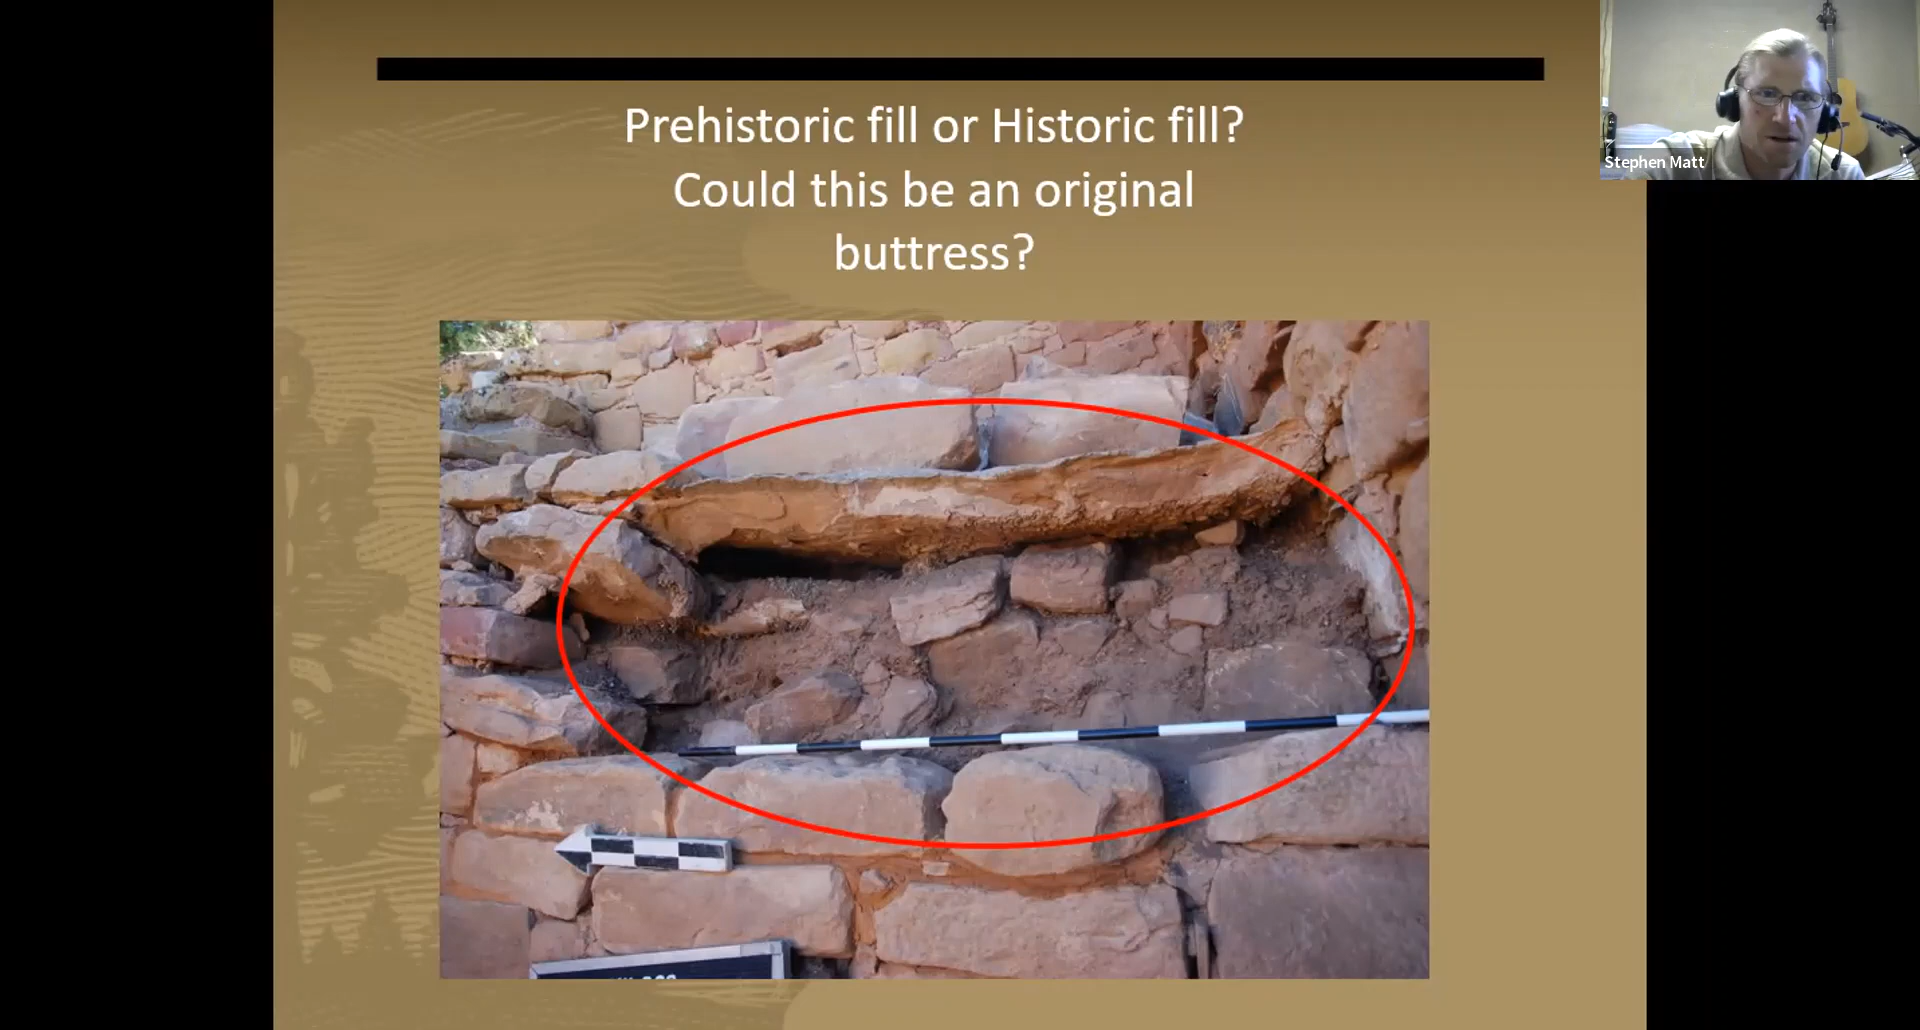 Prehistoric fill or Historic fill?
Could this be an original
buttress?
Stephen Matt